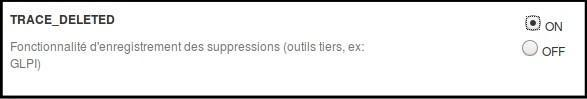 TRACE_DELETED
ON
Fonctionnalité d'enregistrement des suppressions (outils tiers, ex:
OFF
GLPI)